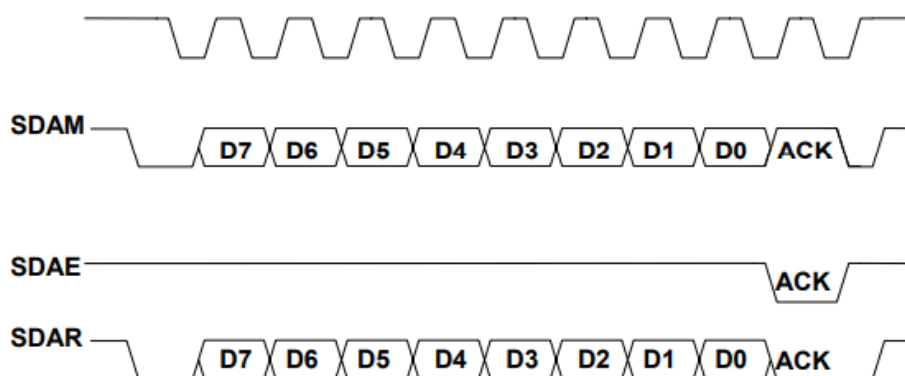 SDAM D7 D6 D5 D4 D3 D2 D1 D0 ACK
SDAE ACK
SDAR D7 D6 D5 D4 D3 D2 D1 D0 ACK